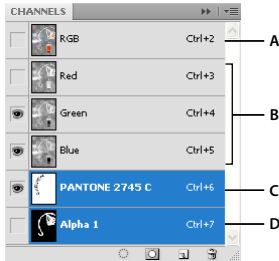 CHANNELS
RGB Ctrl+2 A
Red Ctrl+3
B
Green Ctrl+4
Blue Ctrl+5
PANTONE 2745 C Ctrl+6 C
Alpha 1 Ctrl+7 D